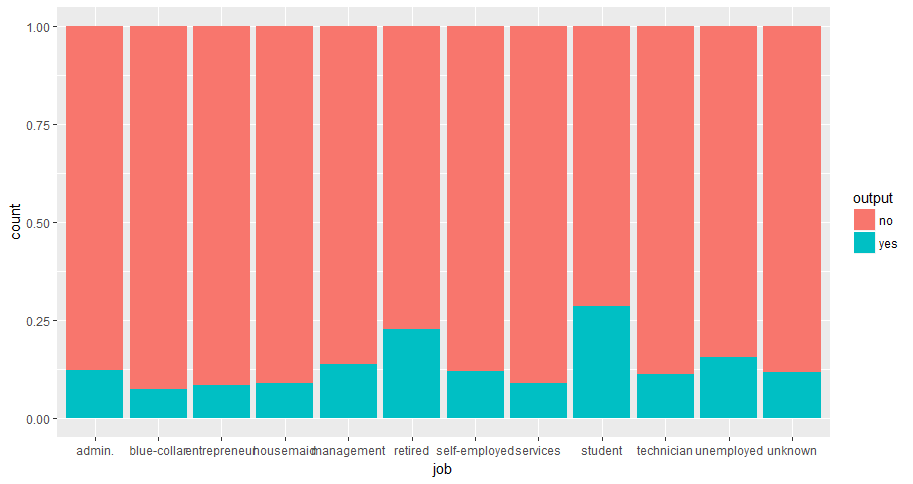 count
1.00
0.75
0.50
0.25
0.00
admin. blue-collar entrepreneur housemaid management retired self-employed services student technician unemployed unknown
job
output
no
yes